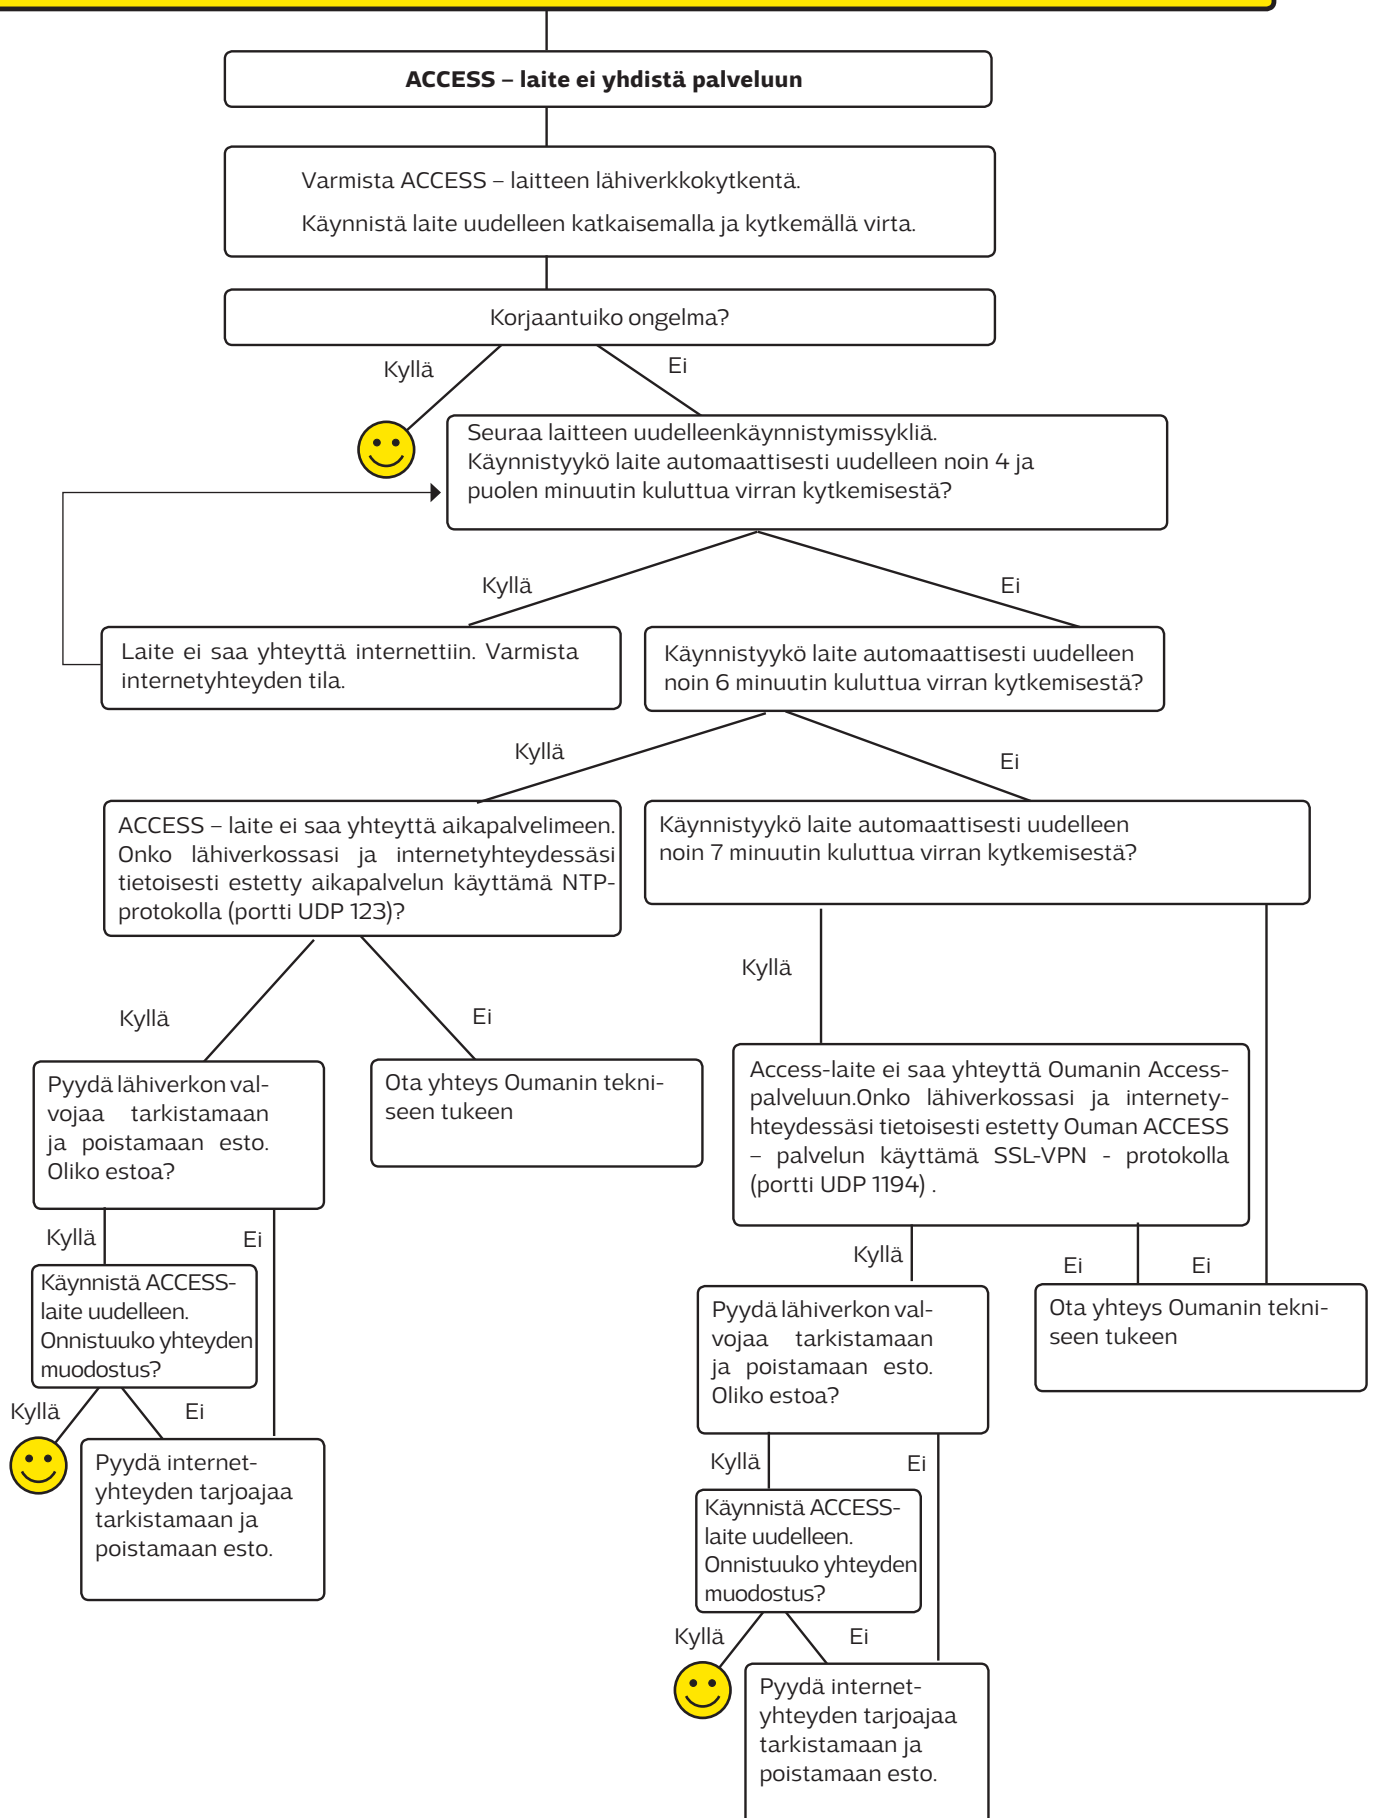 ACCESS – laite ei yhdistä palveluun
Varmista ACCESS – laitteen lähiverkkokytkentä.
Käynnistä laite uudelleen katkaisemalla ja kytkemällä virta.
Korjaantuiko ongelma?
Kyllä
Ei
Seuraa laitteen uudelleenkäynnistymissykliä.
Käynnistyykö laite automaattisesti uudelleen noin 4 ja
puolen minuutin kuluttua virran kytkemisestä?
Kyllä
Ei
Laite ei saa yhteyttä internettiin. Varmista
internetyhteyden tila.
Käynnistyykö laite automaattisesti uudelleen
noin 6 minuutin kuluttua virran kytkemisestä?
Kyllä
Ei
ACCESS – laite ei saa yhteyttä aikapalvelimeen.
Onko lähiverkossasi ja internetyhteydessäsi
tietoisesti estetty aikapalvelun käyttämä NTP-
protokolla (portti UDP 123)?
Käynnistyykö laite automaattisesti uudelleen
noin 7 minuutin kuluttua virran kytkemisestä?
Kyllä
Kyllä
Ei
Pyydä lähiverkon val-
vojaa tarkistamaan
ja poistamaan esto.
Oliko estoa?
Ota yhteys Oumanin tekni-
seen tukeen
Access-laite ei saa yhteyttä Oumanin Access-
palveluun.Onko lähiverkossasi ja internety-
hteydessäsi tietoisesti estetty Ouman ACCESS
– palvelun käyttämä SSL-VPN - protokolla
(portti UDP 1194) .
Kyllä
Ei
Kyllä
Ei
Ei
Käynnistä ACCESS-
laite uudelleen.
Onnistuuko yhteyden
muodostus?
Pyydä lähiverkon val-
vojaa tarkistamaan
ja poistamaan esto.
Oliko estoa?
Ota yhteys Oumanin tekni-
seen tukeen
Kyllä
Ei
Pyydä internet-
yhteyden tarjoajaa
tarkistamaan ja
poistamaan esto.
Kyllä
Ei
Käynnistä ACCESS-
laite uudelleen.
Onnistuuko yhteyden
muodostus?
Kyllä
Ei
Pyydä internet-
yhteyden tarjoajaa
tarkistamaan ja
poistamaan esto.